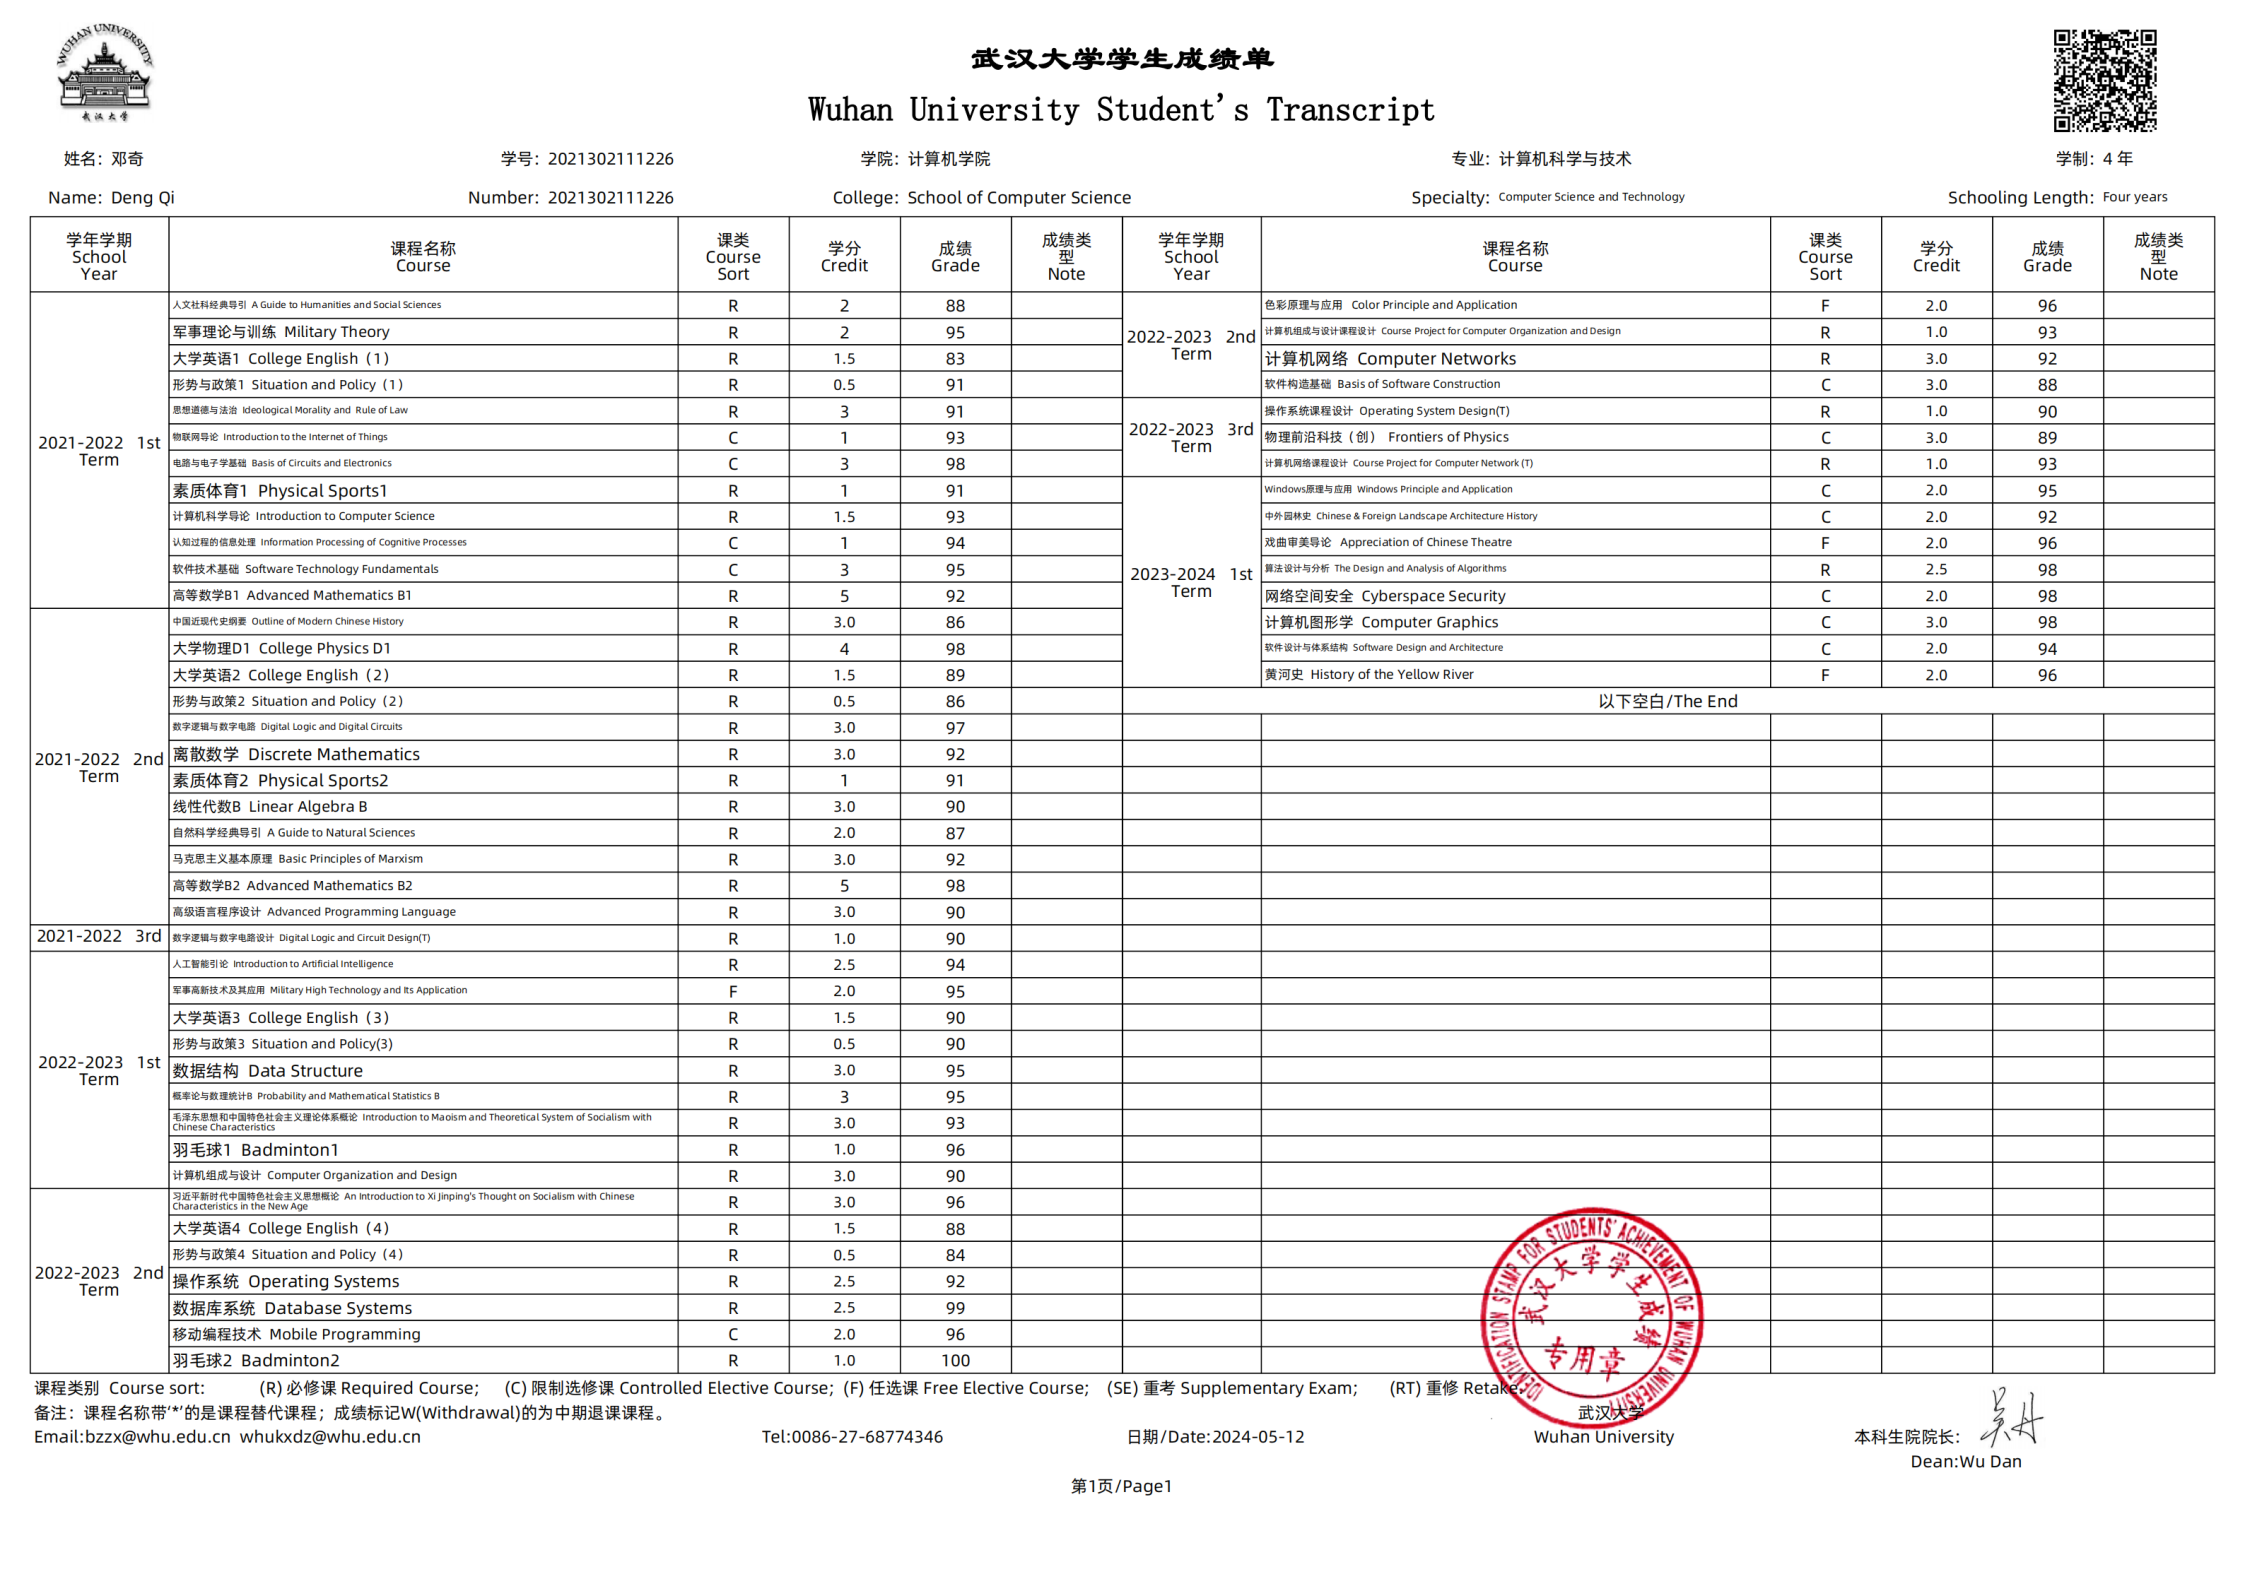 WUHAN UNIVERSITY
武汉大学
武汉大学学生成绩单
Wuhan University Student's Transcript
姓名：邓奇 学号：2021302111226 学院：计算机学院 专业：计算机科学与技术 学制：4 年
Name: Deng Qi Number: 2021302111226 College: School of Computer Science Specialty: Computer Science and Technology Schooling Length: Four years
学年学期 School Year 课程名称 Course 课类 Course Sort 学分 Credit 成绩 Grade 成绩类型 Note
2021-2022 1st Term
人文社科经典导引 A Guide to Humanities and Social Sciences R 2 88
军事理论与训练 Military Theory R 2 95
大学英语1 College English（1） R 1.5 83
形势与政策1 Situation and Policy（1） R 0.5 91
思想道德与法治 Ideological Morality and Rule of Law R 3 91
物联网导论 Introduction to the Internet of Things C 1 93
电路与电子学基础 Basis of Circuits and Electronics C 3 98
素质体育1 Physical Sports1 R 1 91
计算机科学导论 Introduction to Computer Science R 1.5 93
认知过程的信息处理 Information Processing of Cognitive Processes C 1 94
软件技术基础 Software Technology Fundamentals C 3 95
高等数学B1 Advanced Mathematics B1 R 5 92
2021-2022 2nd Term
中国近现代史纲要 Outline of Modern Chinese History R 3.0 86
大学物理D1 College Physics D1 R 4 98
大学英语2 College English（2） R 1.5 89
形势与政策2 Situation and Policy（2） R 0.5 86
数字逻辑与数字电路 Digital Logic and Digital Circuits R 3.0 97
离散数学 Discrete Mathematics R 3.0 92
素质体育2 Physical Sports2 R 1 91
线性代数B Linear Algebra B R 3.0 90
自然科学经典导引 A Guide to Natural Sciences R 2.0 87
马克思主义基本原理 Basic Principles of Marxism R 3.0 92
高等数学B2 Advanced Mathematics B2 R 5 98
高级语言程序设计 Advanced Programming Language R 3.0 90
2021-2022 3rd
数字逻辑与数字电路设计 Digital Logic and Circuit Design(T) R 1.0 90
2022-2023 1st Term
人工智能引论 Introduction to Artificial Intelligence R 2.5 94
军事高新技术及其应用 Military High Technology and Its Application F 2.0 95
大学英语3 College English（3） R 1.5 90
形势与政策3 Situation and Policy(3) R 0.5 90
数据结构 Data Structure R 3.0 95
概率论与数理统计B Probability and Mathematical Statistics B R 3 95
毛泽东思想和中国特色社会主义理论体系概论 Introduction to Maoism and Theoretical System of Socialism with
Chinese Characteristics R 3.0 93
羽毛球1 Badminton1 R 1.0 96
计算机组成与设计 Computer Organization and Design R 3.0 90
2022-2023 2nd Term
习近平新时代中国特色社会主义思想概论 An Introduction to Xi Jinping's Thought on Socialism with Chinese
Characteristics in the New Age R 3.0 96
大学英语4 College English（4） R 1.5 88
形势与政策4 Situation and Policy（4） R 0.5 84
操作系统 Operating Systems R 2.5 92
数据库系统 Database Systems R 2.5 99
移动编程技术 Mobile Programming C 2.0 96
羽毛球2 Badminton2 R 1.0 100
学年学期 School Year 课程名称 Course 课类 Course Sort 学分 Credit 成绩 Grade 成绩类型 Note
2022-2023 2nd Term
色彩原理与应用 Color Principle and Application F 2.0 96
计算机组成与设计课程设计 Course Project for Computer Organization and Design R 1.0 93
计算机网络 Computer Networks R 3.0 92
软件构造基础 Basis of Software Construction C 3.0 88
2022-2023 3rd Term
操作系统课程设计 Operating System Design(T) R 1.0 90
物理前沿科技（创） Frontiers of Physics C 3.0 89
计算机网络课程设计 Course Project for Computer Network (T) R 1.0 93
2023-2024 1st Term
Windows原理与应用 Windows Principle and Application C 2.0 95
中外园林史 Chinese & Foreign Landscape Architecture History C 2.0 92
戏曲审美导论 Appreciation of Chinese Theatre F 2.0 96
算法设计与分析 The Design and Analysis of Algorithms R 2.5 98
网络空间安全 Cyberspace Security C 2.0 98
计算机图形学 Computer Graphics C 3.0 98
软件设计与体系结构 Software Design and Architecture C 2.0 94
黄河史 History of the Yellow River F 2.0 96
以下空白/The End
IDENTIFICATION STAMP FOR STUDENTS' ACHIEVEMENT OF WUHAN UNIVERSITY
武汉大学学生成绩
专用章
课程类别 Course sort: (R) 必修课 Required Course; (C) 限制选修课 Controlled Elective Course; (F) 任选课 Free Elective Course; (SE) 重考 Supplementary Exam; (RT) 重修 Retake.
备注：课程名称带'*'的是课程替代课程；成绩标记W(Withdrawal)的为中期退课课程。
武汉大学
Email:bzzx@whu.edu.cn whukxdz@whu.edu.cn Tel:0086-27-68774346 日期/Date:2024-05-12 Wuhan University 本科生院院长：吴丹
Dean:Wu Dan
第1页/Page1